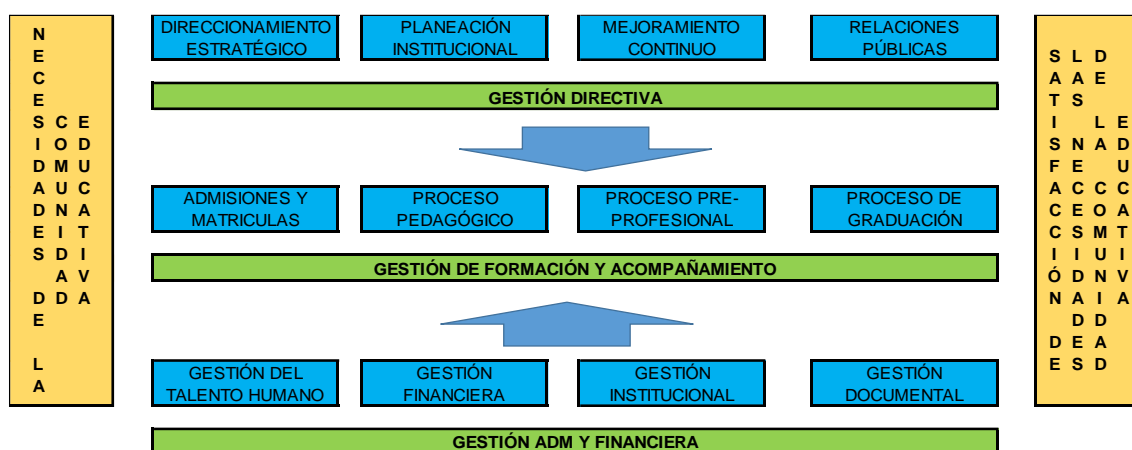 NECESIDADES DE LA
COMUNIDAD
EDUCATIVA
DIRECCIONAMIENTO
ESTRATÉGICO
PLANEACIÓN
INSTITUCIONAL
MEJORAMIENTO
CONTINUO
RELACIONES
PÚBLICAS
GESTIÓN DIRECTIVA
ADMISIONES Y
MATRICULAS
PROCESO
PEDAGÓGICO
PROCESO PRE-
PROFESIONAL
PROCESO DE
GRADUACIÓN
GESTIÓN DE FORMACIÓN Y ACOMPAÑAMIENTO
GESTIÓN DEL
TALENTO HUMANO
GESTIÓN
FINANCIERA
GESTIÓN
INSTITUCIONAL
GESTIÓN
DOCUMENTAL
GESTIÓN ADM Y FINANCIERA
SATISFACCIÓN DE
LAS NECESIDADES
DE LA COMUNIDAD
EDUCATIVA